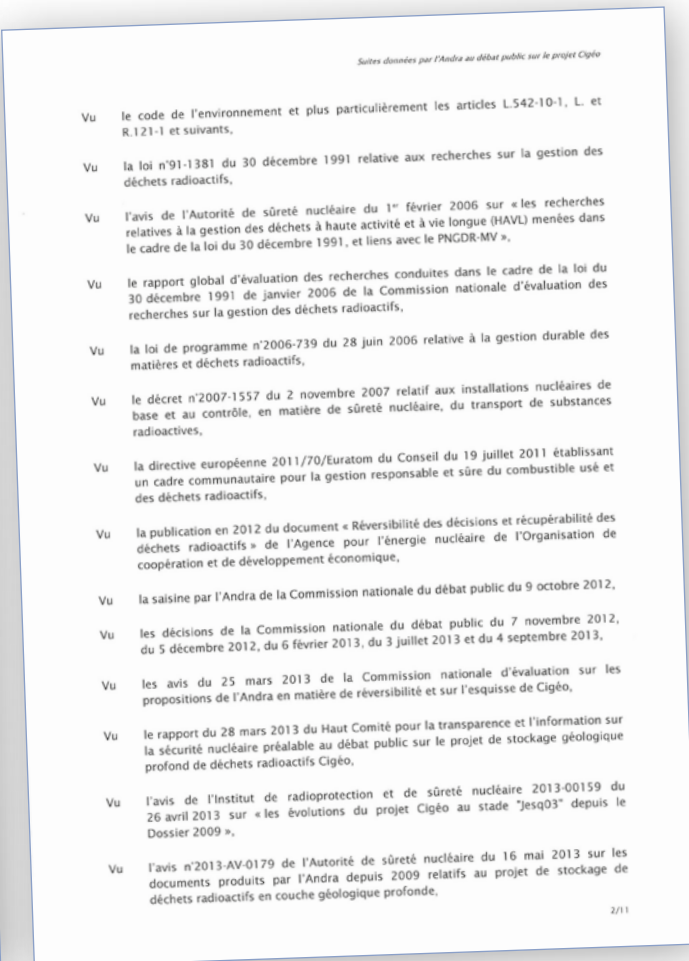 Suites données par l'Andra au débat public sur le projet Cigéo
Vu le code de l'environnement et plus particulièrement les articles L.542-10-1, L. et
R.121-1 et suivants,
Vu la loi n°91-1381 du 30 décembre 1991 relative aux recherches sur la gestion des
déchets radioactifs,
Vu l'avis de l'Autorité de sûreté nucléaire du 1er février 2006 sur « les recherches
relatives à la gestion des déchets à haute activité et à vie longue (HAVL) menées dans
le cadre de la loi du 30 décembre 1991, et liens avec le PNGDR-MV »,
Vu le rapport global d'évaluation des recherches conduites dans le cadre de la loi du
30 décembre 1991 de janvier 2006 de la Commission nationale d'évaluation des
recherches sur la gestion des déchets radioactifs,
Vu la loi de programme n°2006-739 du 28 juin 2006 relative à la gestion durable des
matières et déchets radioactifs,
Vu le décret n°2007-1557 du 2 novembre 2007 relatif aux installations nucléaires de
base et au contrôle, en matière de sûreté nucléaire, du transport de substances
radioactives,
Vu la directive européenne 2011/70/Euratom du Conseil du 19 juillet 2011 établissant
un cadre communautaire pour la gestion responsable et sûre du combustible usé et
des déchets radioactifs,
Vu la publication en 2012 du document « Réversibilité des décisions et récupérabilité des
déchets radioactifs » de l'Agence pour l'énergie nucléaire de l'Organisation de
coopération et de développement économique,
Vu la saisine par l'Andra de la Commission nationale du débat public du 9 octobre 2012,
Vu les décisions de la Commission nationale du débat public du 7 novembre 2012,
du 5 décembre 2012, du 6 février 2013, du 3 juillet 2013 et du 4 septembre 2013,
Vu les avis du 25 mars 2013 de la Commission nationale d'évaluation sur les
propositions de l'Andra en matière de réversibilité et sur l'esquisse de Cigéo,
Vu le rapport du 28 mars 2013 du Haut Comité pour la transparence et l'information sur
la sécurité nucléaire préalable au débat public sur le projet de stockage géologique
profond de déchets radioactifs Cigéo,
Vu l'avis de l'Institut de radioprotection et de sûreté nucléaire 2013-00159 du
26 avril 2013 sur « les évolutions du projet Cigéo au stade "Jesq03" depuis le
Dossier 2009 »,
Vu l'avis n°2013-AV-0179 de l'Autorité de sûreté nucléaire du 16 mai 2013 sur les
documents produits par l'Andra depuis 2009 relatifs au projet de stockage de
déchets radioactifs en couche géologique profonde,
2/11